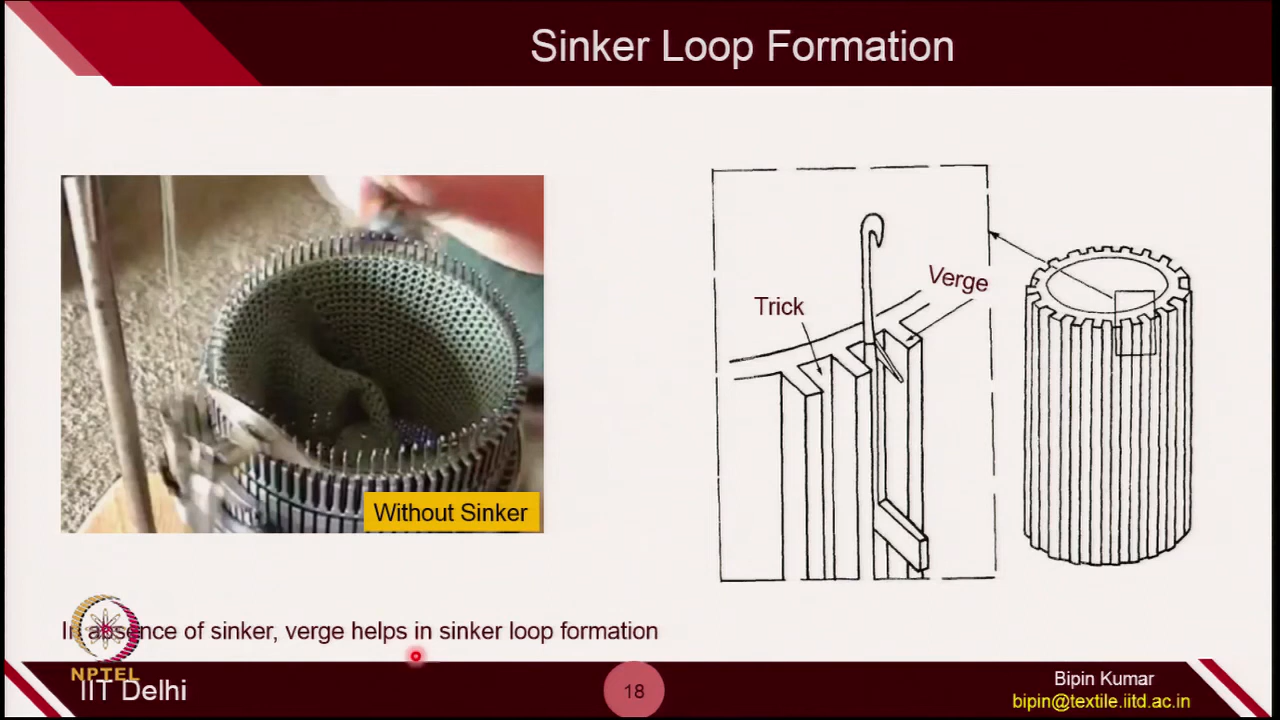 Sinker Loop Formation
Verge
Trick
Without Sinker
In absence of sinker, verge helps in sinker loop formation
NPTEL
IIT Delhi
18
Bipin Kumar
bipin@textile.iitd.ac.in